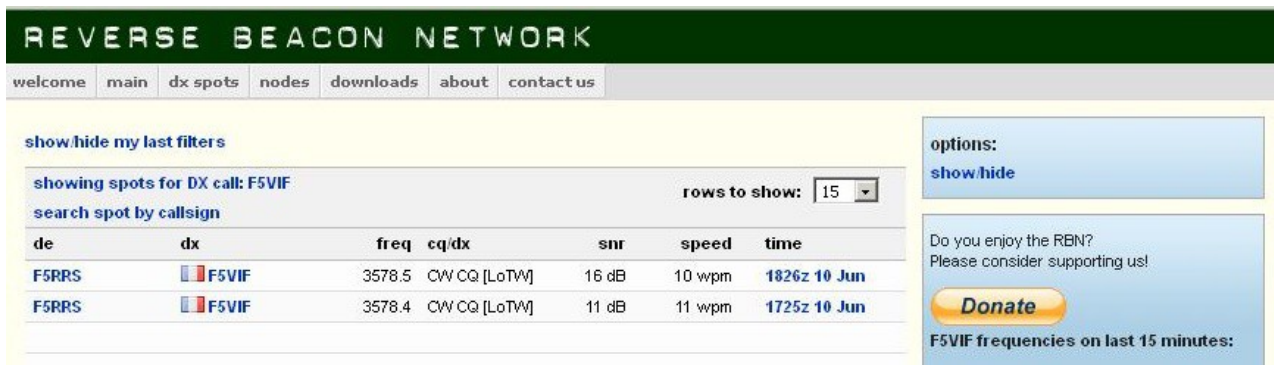 REVERSE BEACON NETWORK
welcome main dx spots nodes downloads about contact us
show/hide my last filters
showing spots for DX call: F5VIF
rows to show: 15
search spot by callsign
de dx freq cq/dx snr speed time
F5RRS F5VIF 3578.5 CW CQ [LoTW] 16 dB 10 wpm 1826z 10 Jun
F5RRS F5VIF 3578.4 CW CQ [LoTW] 11 dB 11 wpm 1725z 10 Jun
options:
show/hide
Do you enjoy the RBN?
Please consider supporting us!
Donate
F5VIF frequencies on last 15 minutes: